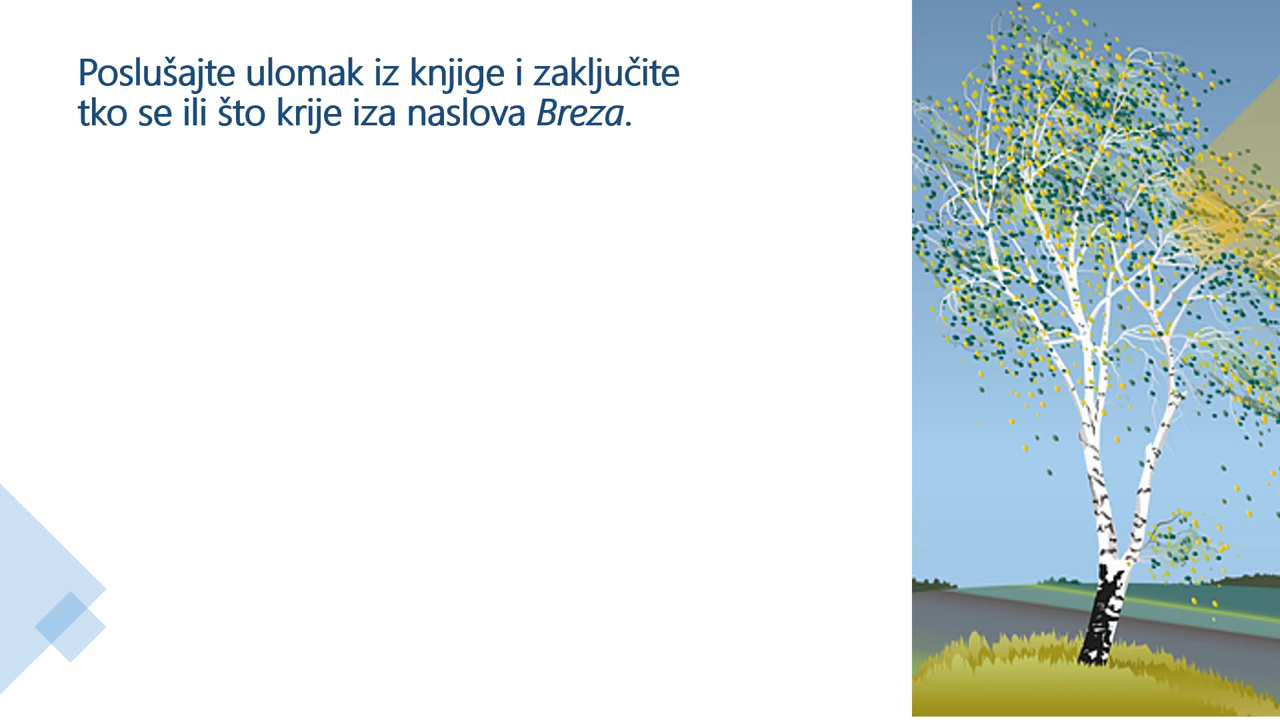 Poslušajte ulomak iz knjige i zaključite
tko se ili što krije iza naslova Breza.